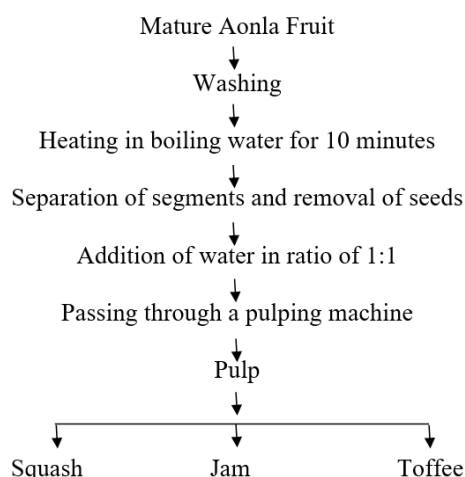 Mature Aonla Fruit
Washing
Heating in boiling water for 10 minutes
Separation of segments and removal of seeds
Addition of water in ratio of 1:1
Passing through a pulping machine
Pulp
Squash Jam Toffee